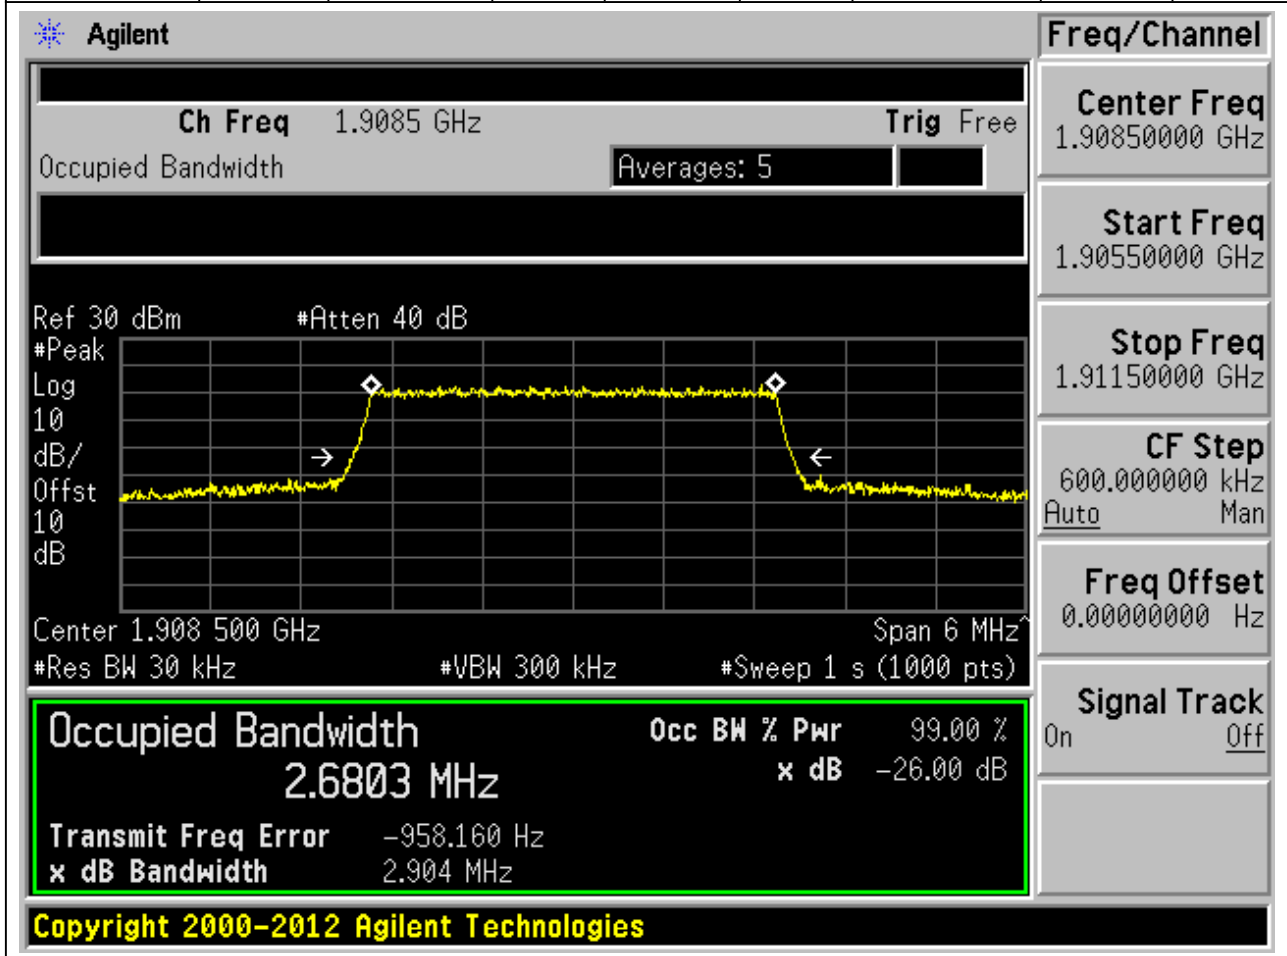 Agilent
Freq/Channel
Ch Freq 1.9085 GHz Trig Free
Occupied Bandwidth Averages: 5
Center Freq
1.90850000 GHz
Start Freq
1.90550000 GHz
Stop Freq
1.91150000 GHz
CF Step
600.000000 kHz
Auto Man
Freq Offset
0.00000000 Hz
Signal Track
On Off
Ref 30 dBm #Atten 40 dB
#Peak
Log
10
dB/
Offst
10
dB
Center 1.908 500 GHz Span 6 MHz^
#Res BW 30 kHz #VBW 300 kHz #Sweep 1 s (1000 pts)
Occupied Bandwidth Occ BW % Pwr 99.00 %
2.6803 MHz x dB -26.00 dB
Transmit Freq Error -958.160 Hz
x dB Bandwidth 2.904 MHz
Copyright 2000-2012 Agilent Technologies